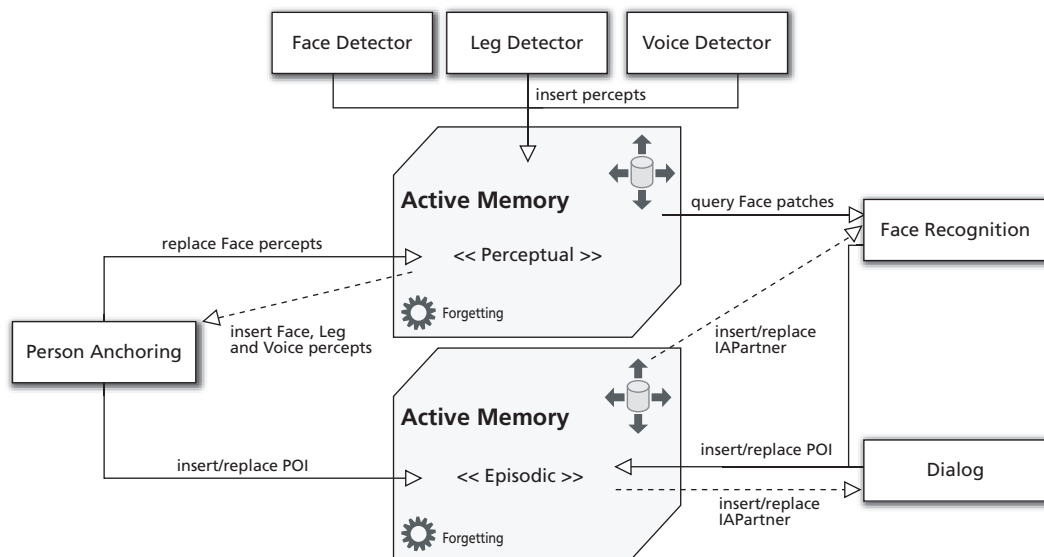 Face Detector
Leg Detector
Voice Detector
insert percepts
Active Memory
query Face patches
Face Recognition
replace Face percepts
<< Perceptual >>
Forgetting
insert Face, Leg
and Voice percepts
insert/replace
IAPartner
Person Anchoring
Active Memory
insert/replace POI
insert/replace POI
<< Episodic >>
Dialog
insert/replace
IAPartner
Forgetting